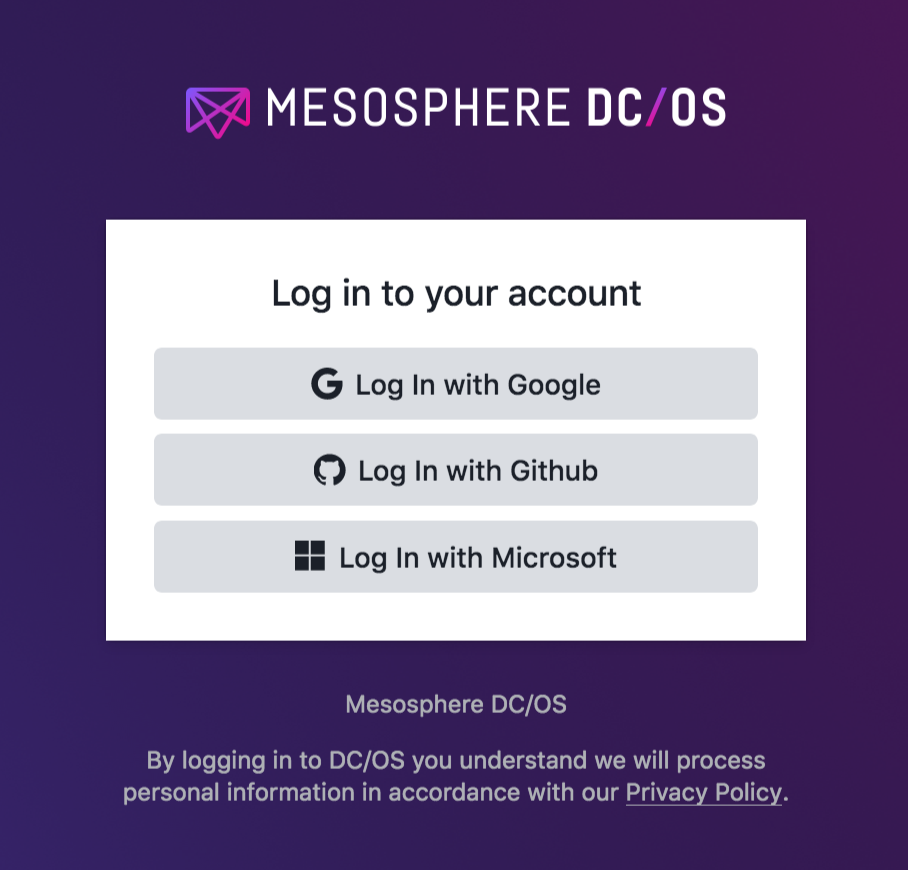 MESOSPHERE DC/OS
Log in to your account
Log In with Google
Log In with Github
Log In with Microsoft
Mesosphere DC/OS
By logging in to DC/OS you understand we will process
personal information in accordance with our Privacy Policy.